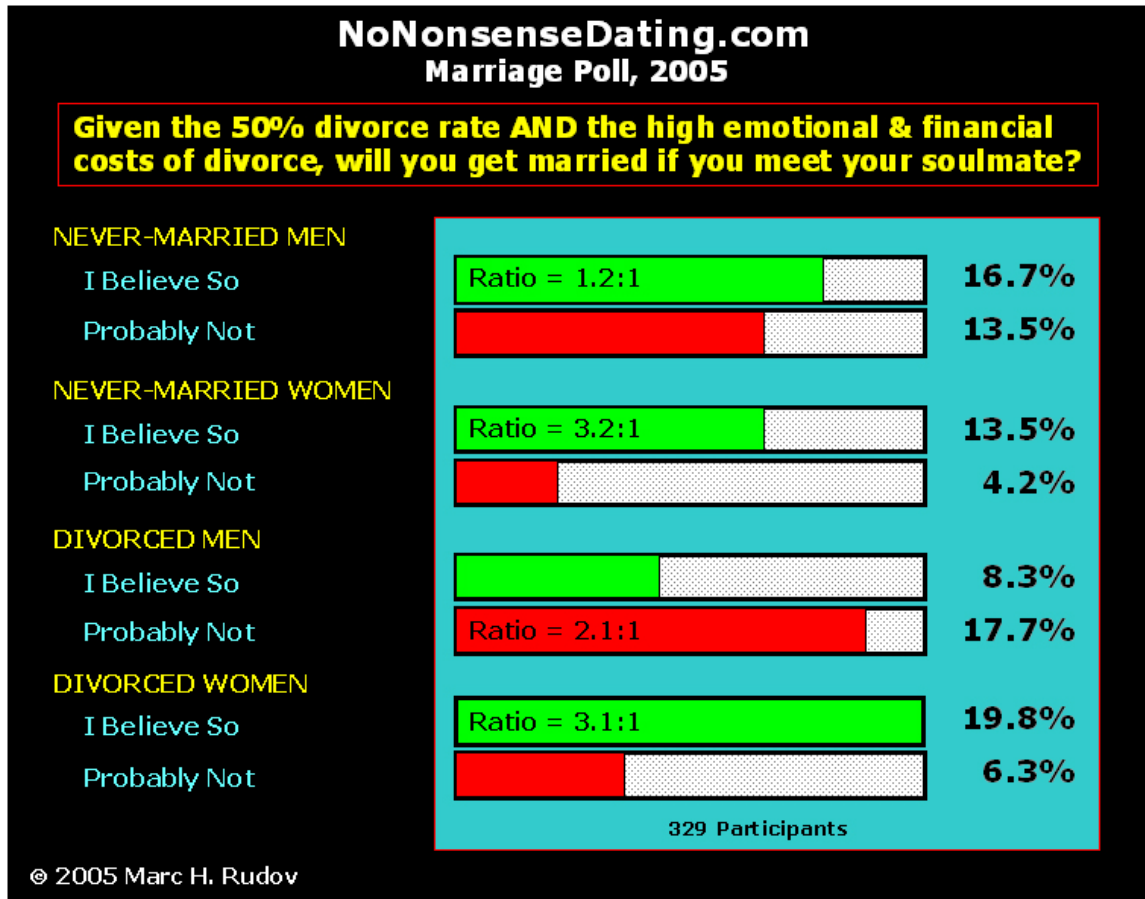 NoNonsenseDating.com
Marriage Poll, 2005
Given the 50% divorce rate AND the high emotional & financial
costs of divorce, will you get married if you meet your soulmate?
NEVER-MARRIED MEN
I Believe So Ratio = 1.2:1 16.7%
Probably Not 13.5%
NEVER-MARRIED WOMEN
I Believe So Ratio = 3.2:1 13.5%
Probably Not 4.2%
DIVORCED MEN
I Believe So 8.3%
Probably Not Ratio = 2.1:1 17.7%
DIVORCED WOMEN
I Believe So Ratio = 3.1:1 19.8%
Probably Not 6.3%
329 Participants
© 2005 Marc H. Rudov